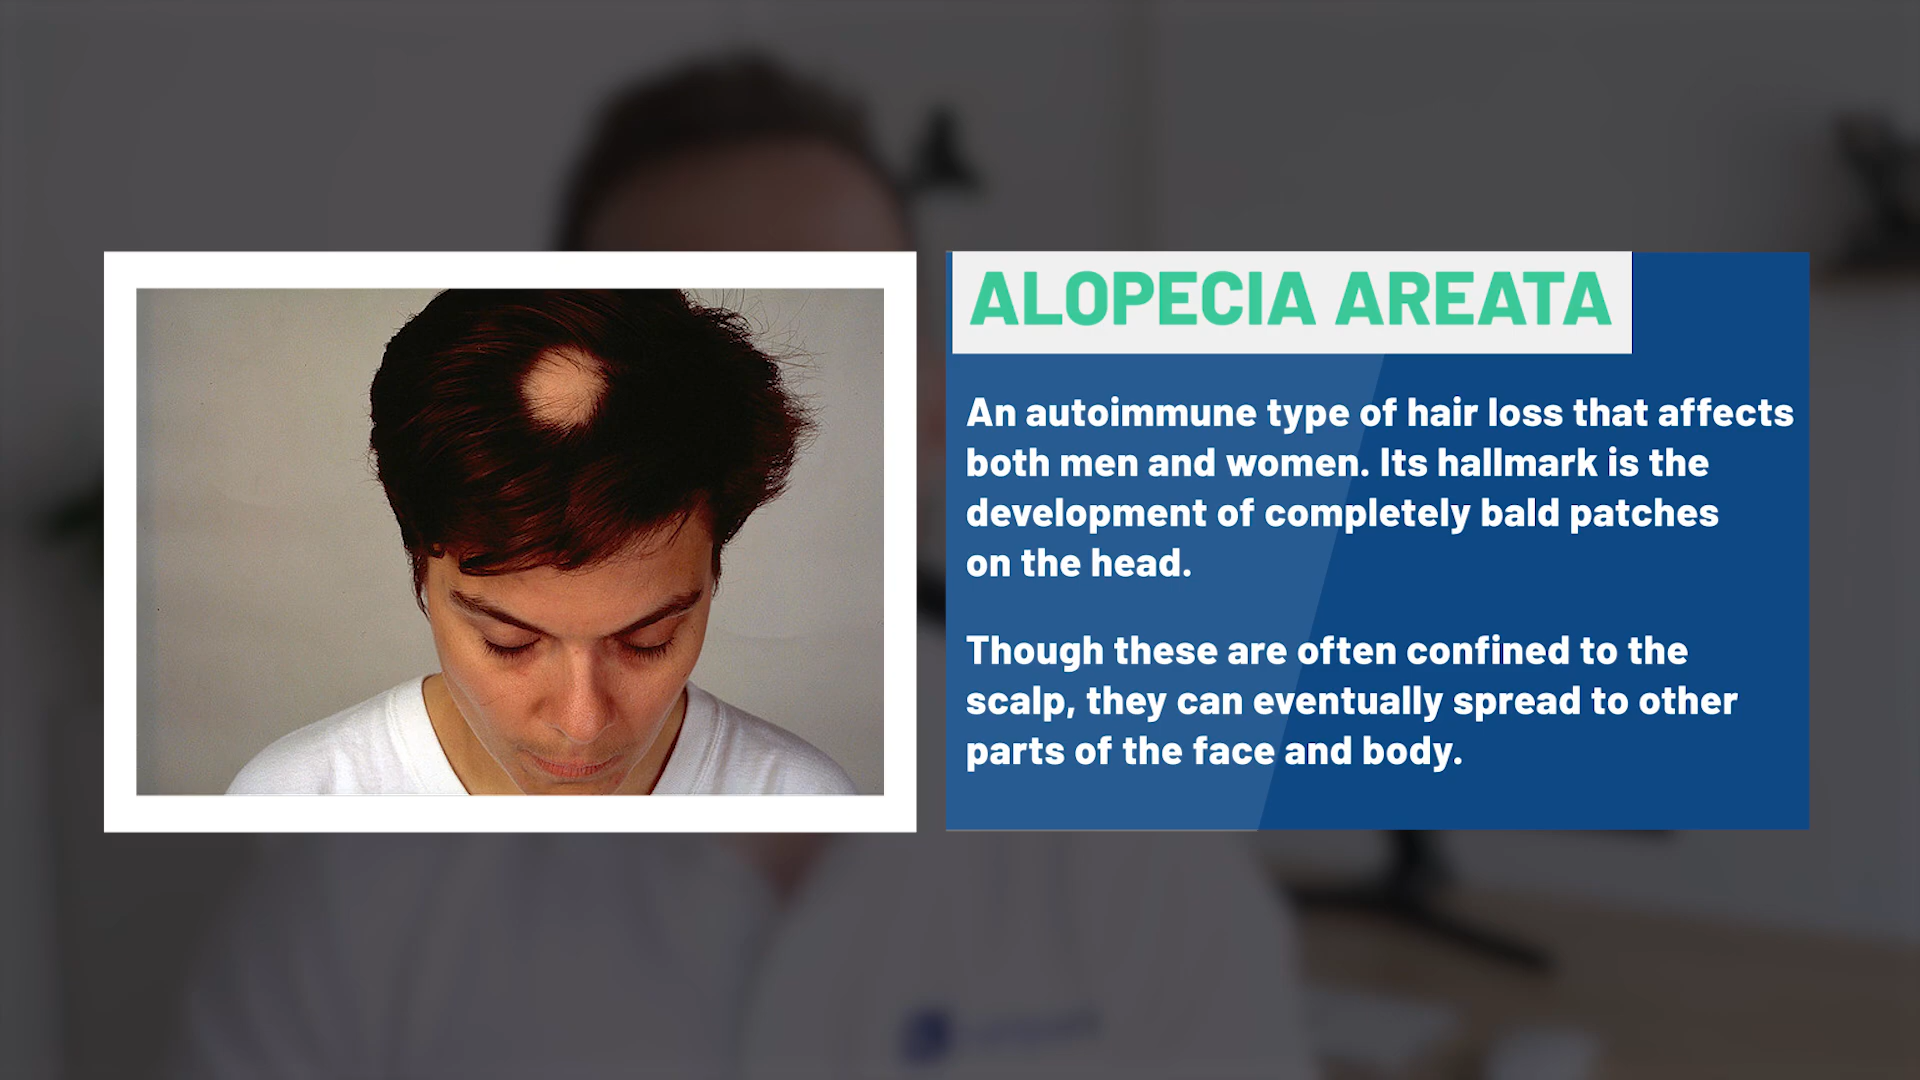 ALOPECIA AREATA
An autoimmune type of hair loss that affects
both men and women. Its hallmark is the
development of completely bald patches
on the head.
Though these are often confined to the
scalp, they can eventually spread to other
parts of the face and body.